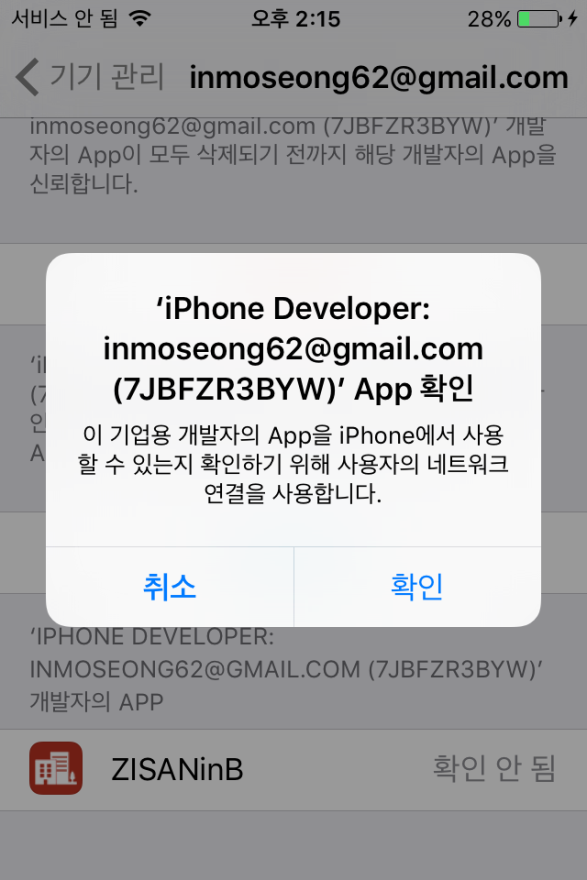 서비스 안 됨 오후 2:15 28%
기기 관리 inmoseong62@gmail.com
inmoseong62@gmail.com (7JBFZR3BYW)’ 개발
자의 App이 모두 삭제되기 전까지 해당 개발자의 App을
신뢰합니다.
‘iPhone Developer:
inmoseong62@gmail.com
(7JBFZR3BYW)’ App 확인
이 기업용 개발자의 App을 iPhone에서 사용
할 수 있는지 확인하기 위해 사용자의 네트워크
연결을 사용합니다.
취소 확인
‘IPHONE DEVELOPER:
INMOSEONG62@GMAIL.COM (7JBFZR3BYW)’
개발자의 APP
ZISANinB 확인 안 됨